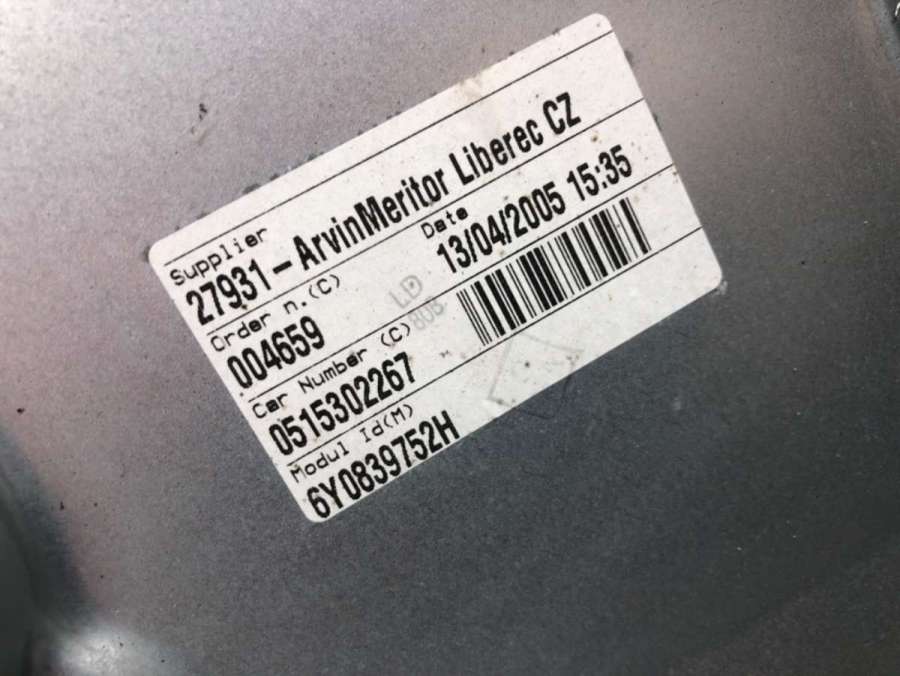 Supplier
27931-ArvinMeritor Liberec CZ
Order n.(C)
Date
004659
13/04/2005 15:35
Car Number (C)
0515302267
Modul Id(M)
6Y0839752H